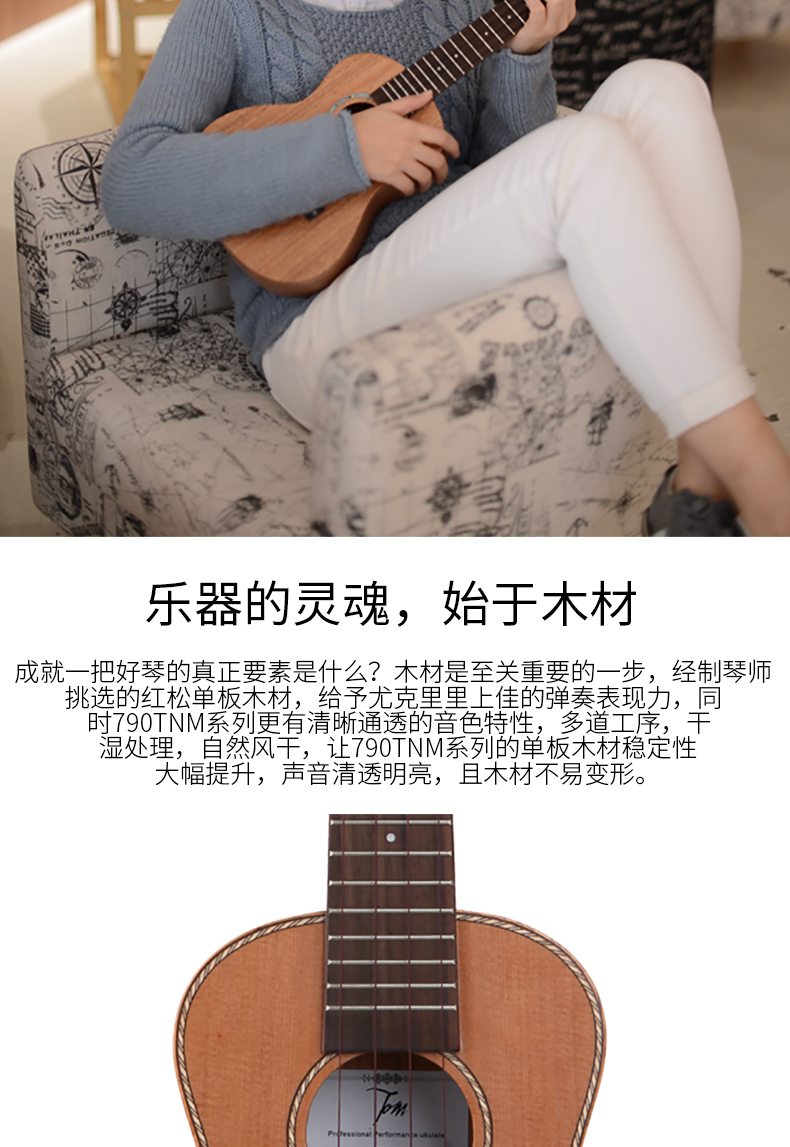 乐器的灵魂，始于木材
成就一把好琴的真正要素是什么？木材是至关重要的一步，经制琴师
挑选的红松单板木材，给予尤克里里上佳的弹奏表现力，同
时790TNM系列更有清晰通透的音色特性，多道工序，干
湿处理，自然风干，让790TNM系列的单板木材稳定性
大幅提升，声音清透明亮，且木材不易变形。
Tom
Professional Performance ukulele